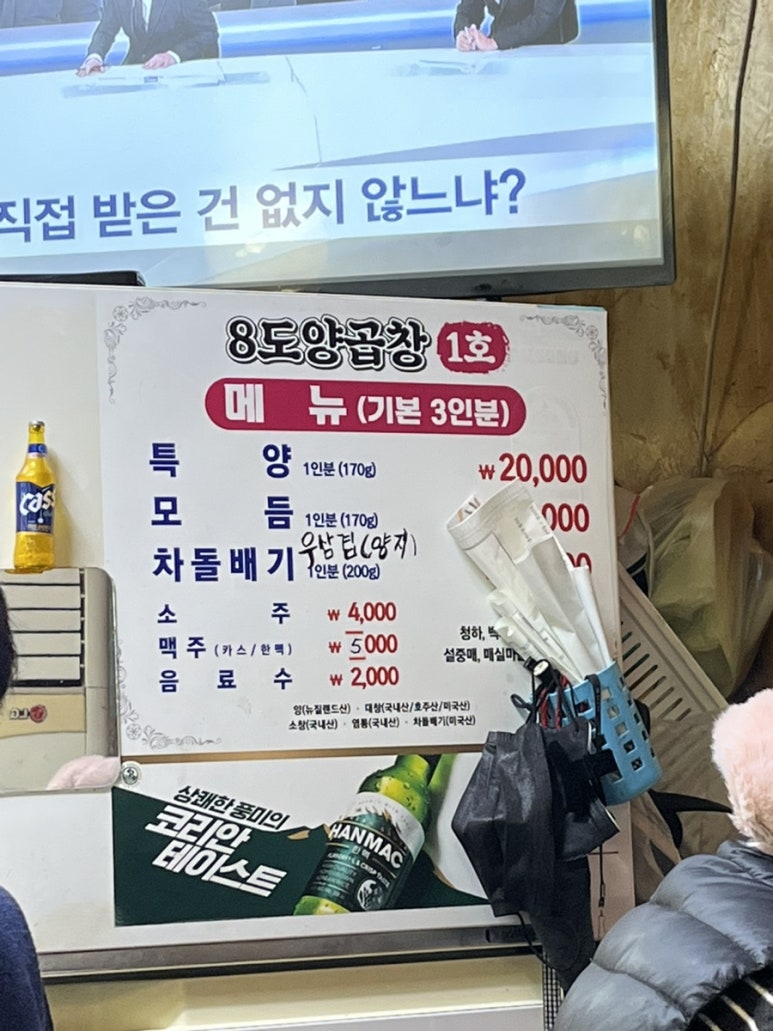 직접 받은 건 없지 않느냐?
8도양곱창 1호
메 뉴 (기본 3인분)
특 양 1인분 (170g) ₩20,000
모 듬 1인분 (170g) 000
우삼겹(양지)
차돌배기 1인분 (200g)
소 주 ₩ 4,000
맥 주 (카스/한맥) ₩ 5000
음 료 수 ₩ 2,000
청하,
설중매,
양(뉴질랜드산) · 대창(국내산/호주산/미국산)
소창(국내산) · 염통(국내산) · 차돌배기(미국산)
Cass
상쾌한 풍미의
코리안
테이스트
HANMAC
한맥